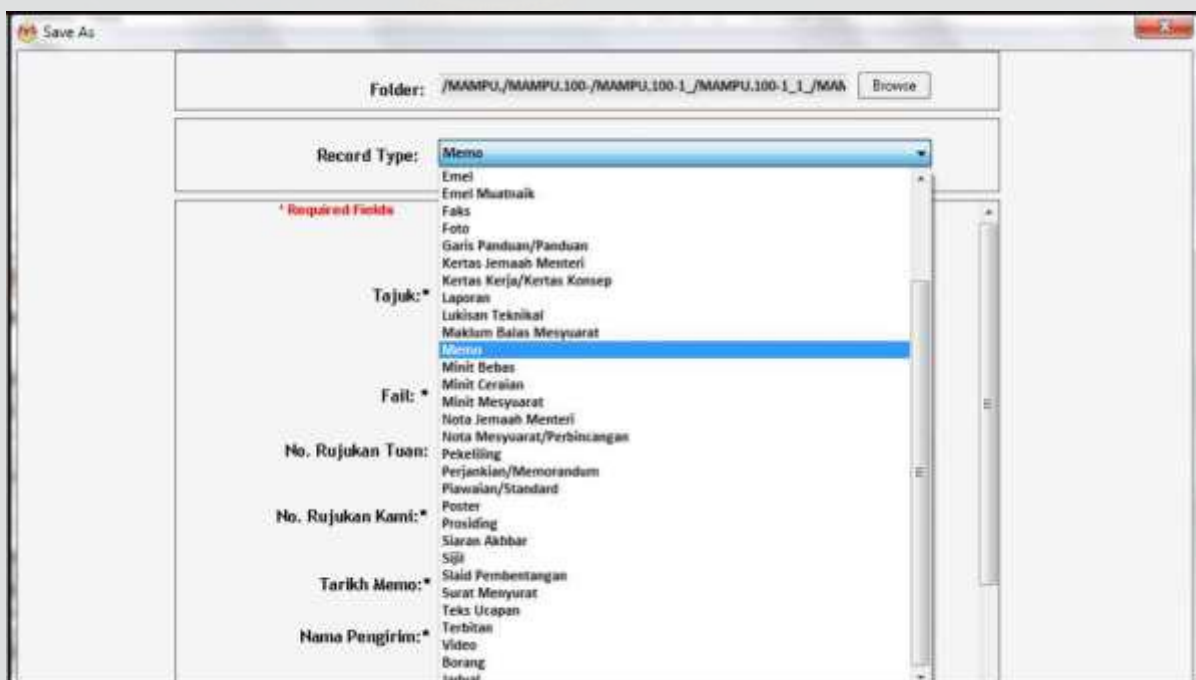 Save As
Folder: /MAMPU./MAMPU.100-/MAMPU.100-1_/MAMPU.100-1_1_/MAM Browse
Record Type: Memo
Emel
Emel Muatnaik
* Required Fields
Faks
Foto
Garis Panduan/Panduan
Kertas Jemaah Menteri
Kertas Kerja/Kertas Konsep
Tajuk:*
Laporan
Lukisan Teknikal
Maklum Balas Mesyuarat
Memo
Minit Bebas
Minit Ceraian
Fail: *
Minit Mesyuarat
Nota Jemaah Menteri
Nota Mesyuarat/Perbincangan
No. Rujukan Tuan:
Pekeliling
Perjankian/Memorandum
Piawaian/Standard
Poster
No. Rujukan Kami:*
Prosiding
Siaran Akhbar
Sijil
Slaid Pembentangan
Tarikh Memo:*
Surat Menyurat
Teks Ucapan
Terbitan
Nama Pengirim:*
Video
Borang
Jadual